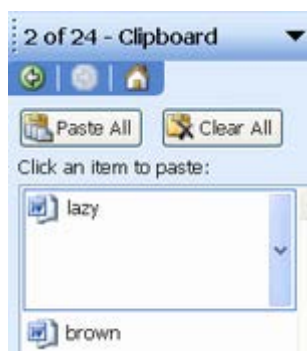 2 of 24 - Clipboard
Paste All Clear All
Click an item to paste:
lazy
brown